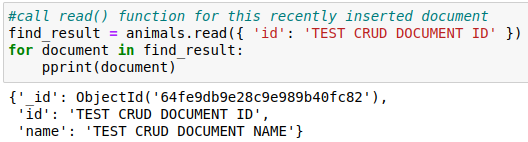 #call read() function for this recently inserted document
find_result = animals.read({ 'id': 'TEST CRUD DOCUMENT ID' })
for document in find_result:
    pprint(document)
{'_id': ObjectId('64fe9db9e28c9e989b40fc82'),
 'id': 'TEST CRUD DOCUMENT ID',
 'name': 'TEST CRUD DOCUMENT NAME'}